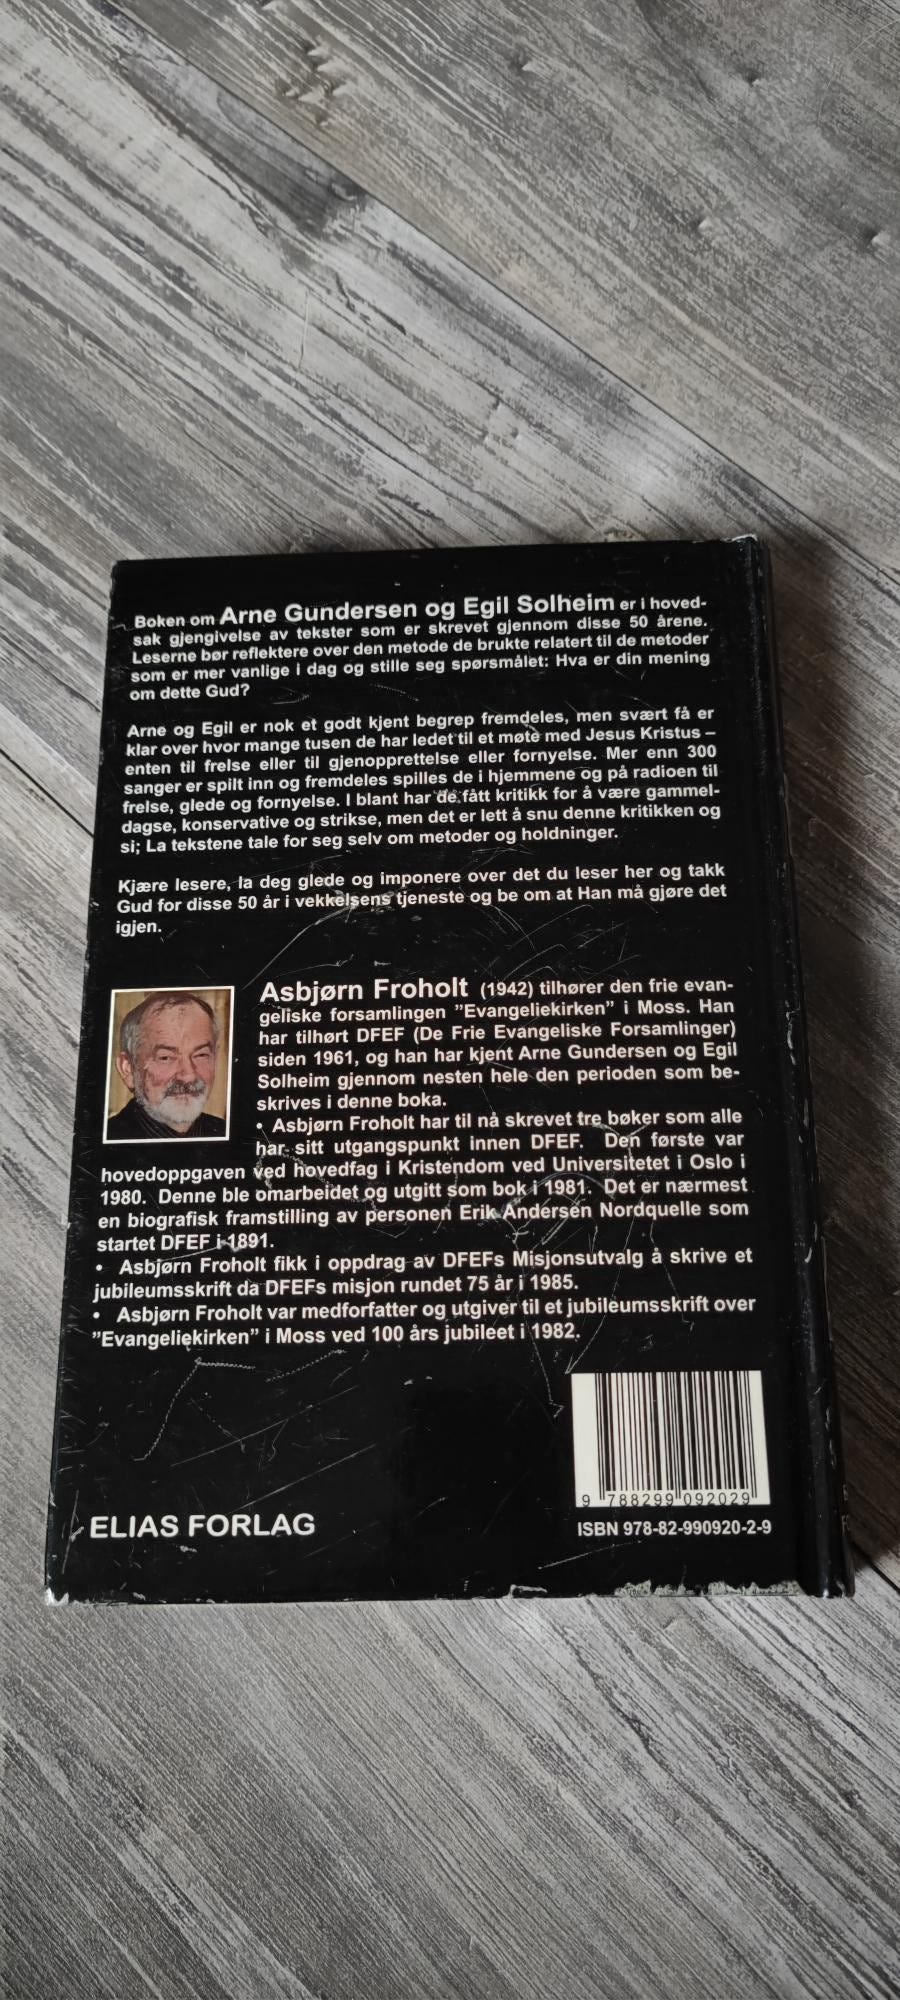 Boken om Arne Gundersen og Egil Solheim er i hoved-
sak gjengivelse av tekster som er skrevet gjennom disse 50 årene.
Leserne bør reflektere over den metode de brukte relatert til de metoder
som er mer vanlige i dag og stille seg spørsmålet: Hva er din mening
om dette Gud?
Arne og Egil er nok et godt kjent begrep fremdeles, men svært få er
klar over hvor mange tusen de har ledet til et møte med Jesus Kristus –
enten til frelse eller til gjenopprettelse eller fornyelse. Mer enn 300
sanger er spilt inn og fremdeles spilles de i hjemmene og på radioen til
frelse, glede og fornyelse. I blant har de fått kritikk for å være gammel-
dagse, konservative og strikse, men det er lett å snu denne kritikken og
si; La tekstene tale for seg selv om metoder og holdninger.
Kjære lesere, la deg glede og imponere over det du leser her og takk
Gud for disse 50 år i vekkelsens tjeneste og be om at Han må gjøre det
igjen.
Asbjørn Froholt (1942) tilhører den frie evan-
geliske forsamlingen ”Evangeliekirken” i Moss. Han
har tilhørt DFEF (De Frie Evangeliske Forsamlinger)
siden 1961, og han har kjent Arne Gundersen og Egil
Solheim gjennom nesten hele den perioden som be-
skrives i denne boka.
• Asbjørn Froholt har til nå skrevet tre bøker som alle
har sitt utgangspunkt innen DFEF. Den første var
hovedoppgaven ved hovedfag i Kristendom ved Universitetet i Oslo i
1980. Denne ble omarbeidet og utgitt som bok i 1981. Det er nærmest
en biografisk framstilling av personen Erik Andersen Nordquelle som
startet DFEF i 1891.
• Asbjørn Froholt fikk i oppdrag av DFEFs Misjonsutvalg å skrive et
jubileumsskrift da DFEFs misjon rundet 75 år i 1985.
• Asbjørn Froholt var medforfatter og utgiver til et jubileumsskrift over
”Evangeliekirken” i Moss ved 100 års jubileet i 1982.
9 788299 092029
ELIAS FORLAG
ISBN 978-82-990920-2-9